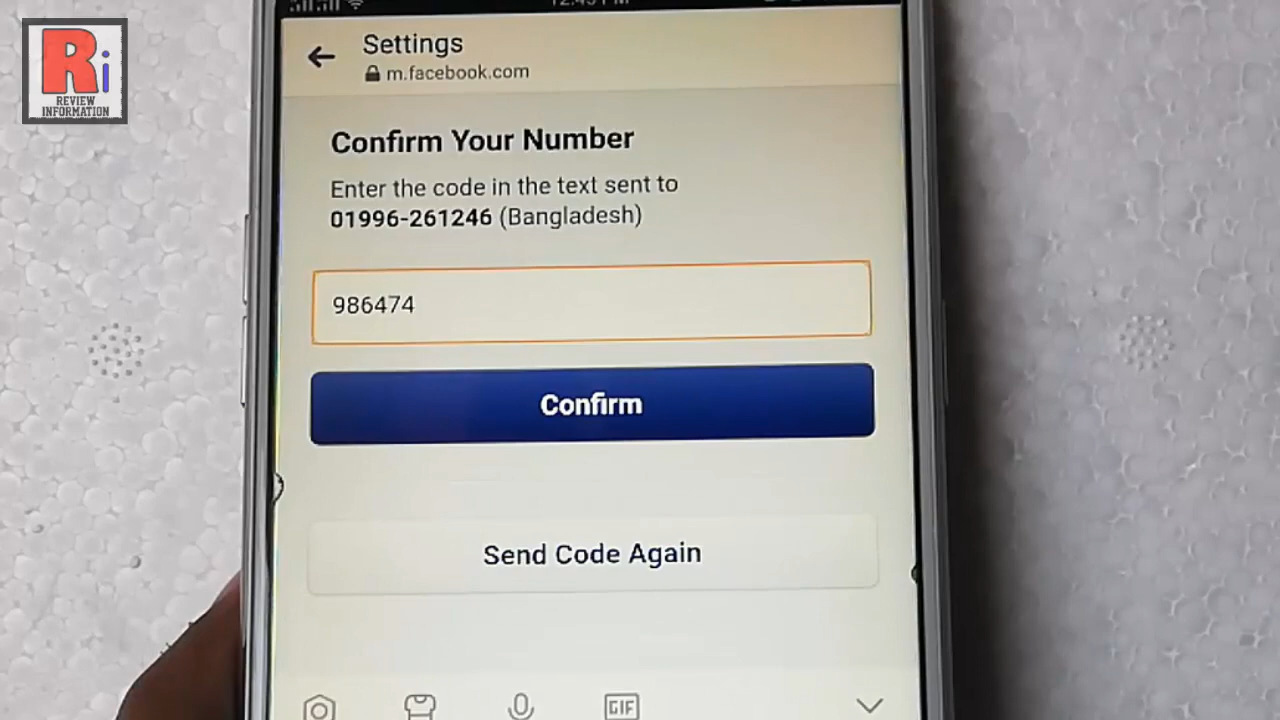 Ri
REVIEW
INFORMATION
Settings
m.facebook.com
Confirm Your Number
Enter the code in the text sent to
01996-261246 (Bangladesh)
986474
Confirm
Send Code Again
GIF